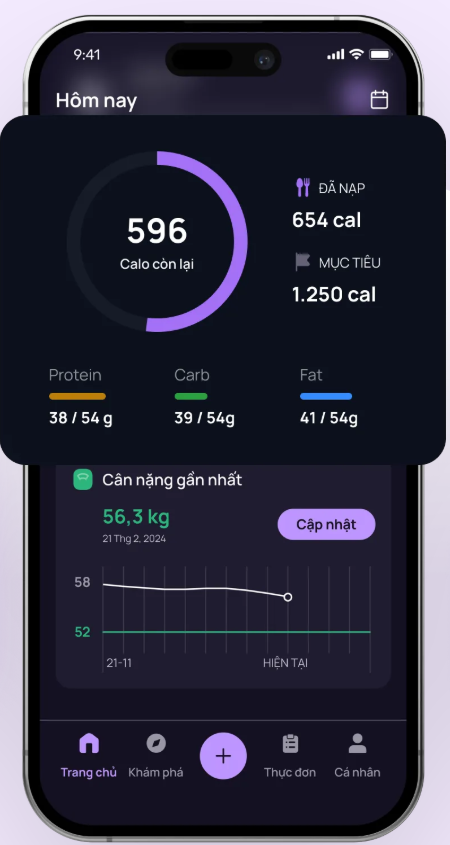 9:41
Hôm nay
596
Calo còn lại
ĐÃ NẠP
654 cal
MỤC TIÊU
1.250 cal
Protein
Carb
Fat
38 / 54 g
39 / 54g
41 / 54g
Cân nặng gần nhất
56,3 kg
21 Thg 2, 2024
Cập nhật
58
52
21-11
HIỆN TẠI
Trang chủ
Khám phá
Thực đơn
Cá nhân